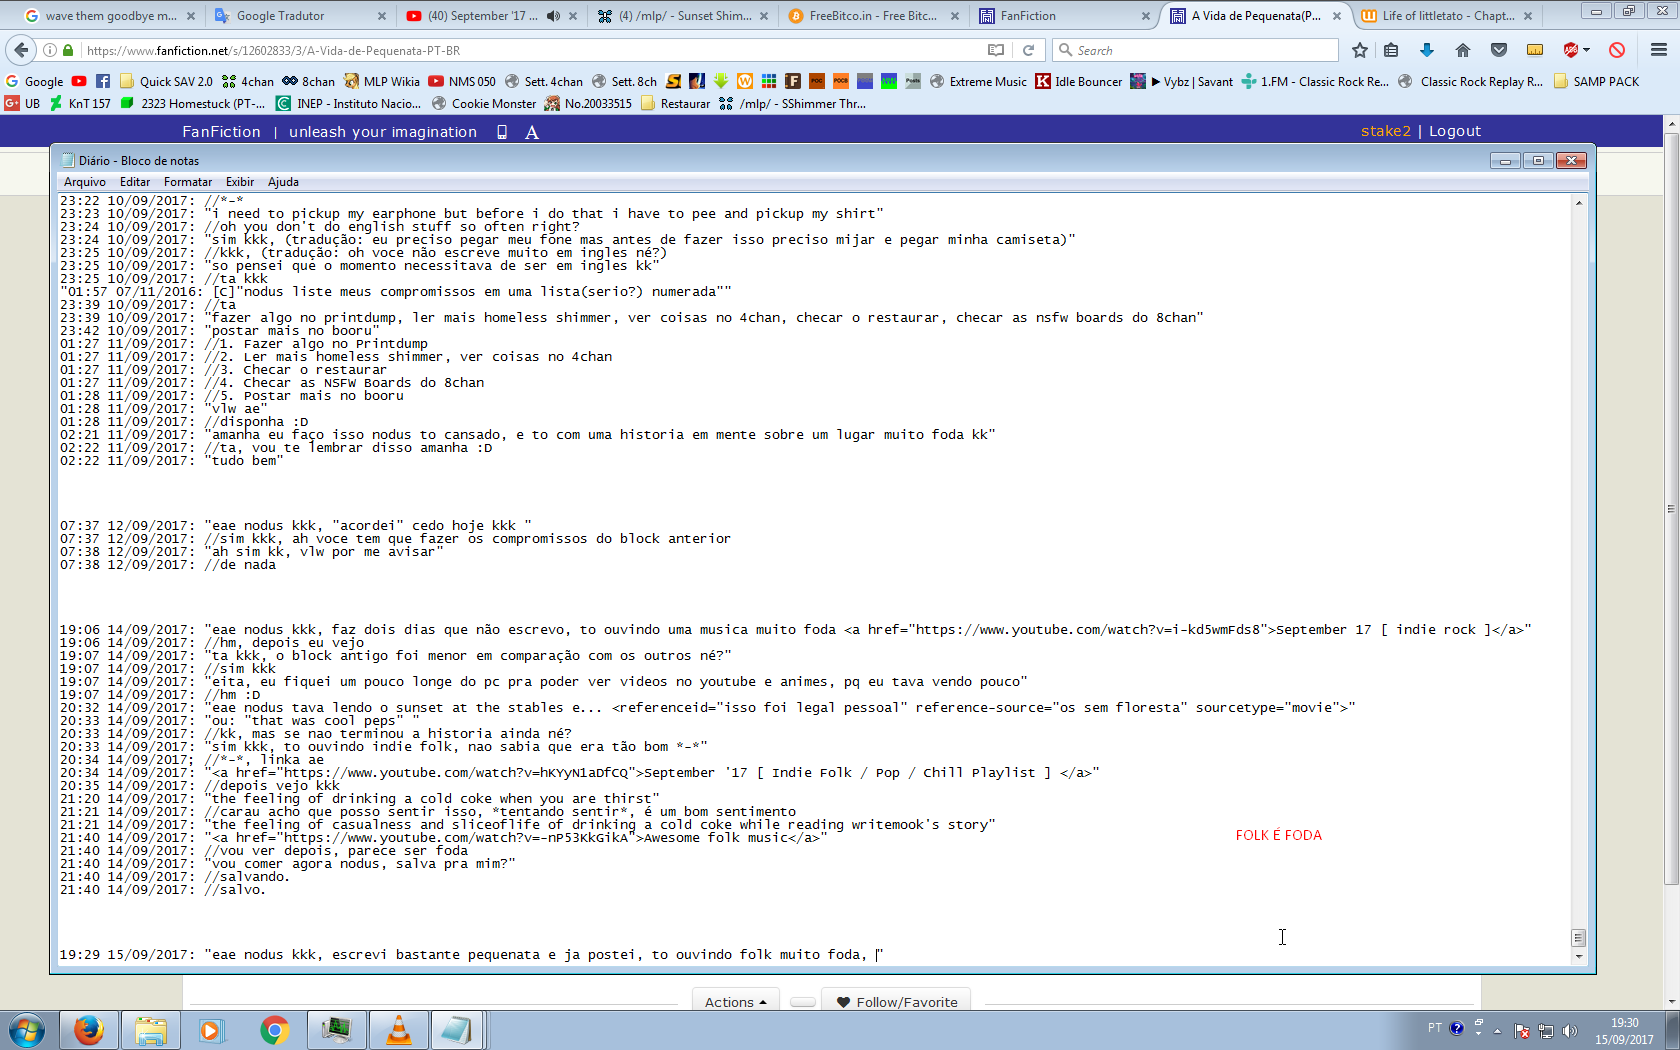 wave them goodbye m...
Google Tradutor
(40) September '17 ...
(4) /mlp/ - Sunset Shim...
FreeBitco.in - Free Bitc...
FanFiction
A Vida de Pequenata(P...
Life of littletato - Chapt...
https://www.fanfiction.net/s/12602833/3/A-Vida-de-Pequenata-PT-BR
Search
Google
Quick SAV 2.0
4chan
8chan
MLP Wikia
NMS 050
Sett. 4chan
Sett. 8ch
Extreme Music
Idle Bouncer
▶ Vybz | Savant
1.FM - Classic Rock Re...
Classic Rock Replay R...
SAMP PACK
UB
KnT 157
2323 Homestuck (PT-...
INEP - Instituto Nacio...
Cookie Monster
No.20033515
Restaurar
/mlp/ - SShimmer Thr...
FanFiction | unleash your imagination A
stake2 | Logout
Diário - Bloco de notas
Arquivo Editar Formatar Exibir Ajuda
23:22 10/09/2017: //*-*
23:23 10/09/2017: "i need to pickup my earphone but before i do that i have to pee and pickup my shirt"
23:24 10/09/2017: //oh you don't do english stuff so often right?
23:24 10/09/2017: "sim kkk, (tradução: eu preciso pegar meu fone mas antes de fazer isso preciso mijar e pegar minha camiseta)"
23:25 10/09/2017: //kkk, (tradução: oh voce não escreve muito em ingles né?)
23:25 10/09/2017: "so pensei que o momento necessitava de ser em ingles kk"
23:25 10/09/2017: //ta kkk
"01:57 07/11/2016: [C]"nodus liste meus compromissos em uma lista(serio?) numerada""
23:39 10/09/2017: //ta
23:39 10/09/2017: "fazer algo no printdump, ler mais homeless shimmer, ver coisas no 4chan, checar o restaurar, checar as nsfw boards do 8chan"
23:42 10/09/2017: "postar mais no booru"
01:27 11/09/2017: //1. Fazer algo no Printdump
01:27 11/09/2017: //2. Ler mais homeless shimmer, ver coisas no 4chan
01:27 11/09/2017: //3. Checar o restaurar
01:27 11/09/2017: //4. Checar as NSFW Boards do 8chan
01:28 11/09/2017: //5. Postar mais no booru
01:28 11/09/2017: "vlw ae"
01:28 11/09/2017: //disponha :D
02:21 11/09/2017: "amanha eu faço isso nodus to cansado, e to com uma historia em mente sobre um lugar muito foda kk"
02:22 11/09/2017: //ta, vou te lembrar disso amanha :D
02:22 11/09/2017: "tudo bem"
07:37 12/09/2017: "eae nodus kkk, "acordei" cedo hoje kkk "
07:37 12/09/2017: //sim kkk, ah voce tem que fazer os compromissos do block anterior
07:38 12/09/2017: "ah sim kk, vlw por me avisar"
07:38 12/09/2017: //de nada
19:06 14/09/2017: "eae nodus kkk, faz dois dias que não escrevo, to ouvindo uma musica muito foda <a href="https://www.youtube.com/watch?v=i-kd5wmFds8">September 17 [ indie rock ]</a>"
19:06 14/09/2017: //hm, depois eu vejo
19:07 14/09/2017: "ta kkk, o block antigo foi menor em comparação com os outros né?"
19:07 14/09/2017: //sim kkk
19:07 14/09/2017: "eita, eu fiquei um pouco longe do pc pra poder ver videos no youtube e animes, pq eu tava vendo pouco"
19:07 14/09/2017: //hm :D
20:32 14/09/2017: "eae nodus tava lendo o sunset at the stables e... <referenceid="isso foi legal pessoal" reference-source="os sem floresta" sourcetype="movie">"
20:33 14/09/2017: "ou: "that was cool peps" "
20:33 14/09/2017: //kk, mas se nao terminou a historia ainda né?
20:33 14/09/2017: "sim kkk, to ouvindo indie folk, nao sabia que era tão bom *-*"
20:34 14/09/2017; //*-*, linka ae
20:34 14/09/2017: "<a href="https://www.youtube.com/watch?v=hKYyN1aDfCQ">September '17 [ Indie Folk / Pop / Chill Playlist ] </a>"
20:35 14/09/2017: //depois vejo kkk
21:20 14/09/2017: "the feeling of drinking a cold coke when you are thirst"
21:21 14/09/2017: //carau acho que posso sentir isso, *tentando sentir*, é um bom sentimento
21:21 14/09/2017: "the feeling of casualness and sliceoflife of drinking a cold coke while reading writemook's story"
21:40 14/09/2017: "<a href="https://www.youtube.com/watch?v=-nP53KkGikA">Awesome folk music</a>"
21:40 14/09/2017: //vou ver depois, parece ser foda
21:40 14/09/2017: "vou comer agora nodus, salva pra mim?"
21:40 14/09/2017: //salvando.
21:40 14/09/2017: //salvo.
FOLK É FODA
19:29 15/09/2017: "eae nodus kkk, escrevi bastante pequenata e ja postei, to ouvindo folk muito foda, "
Actions
Follow/Favorite
PT
19:30
15/09/2017